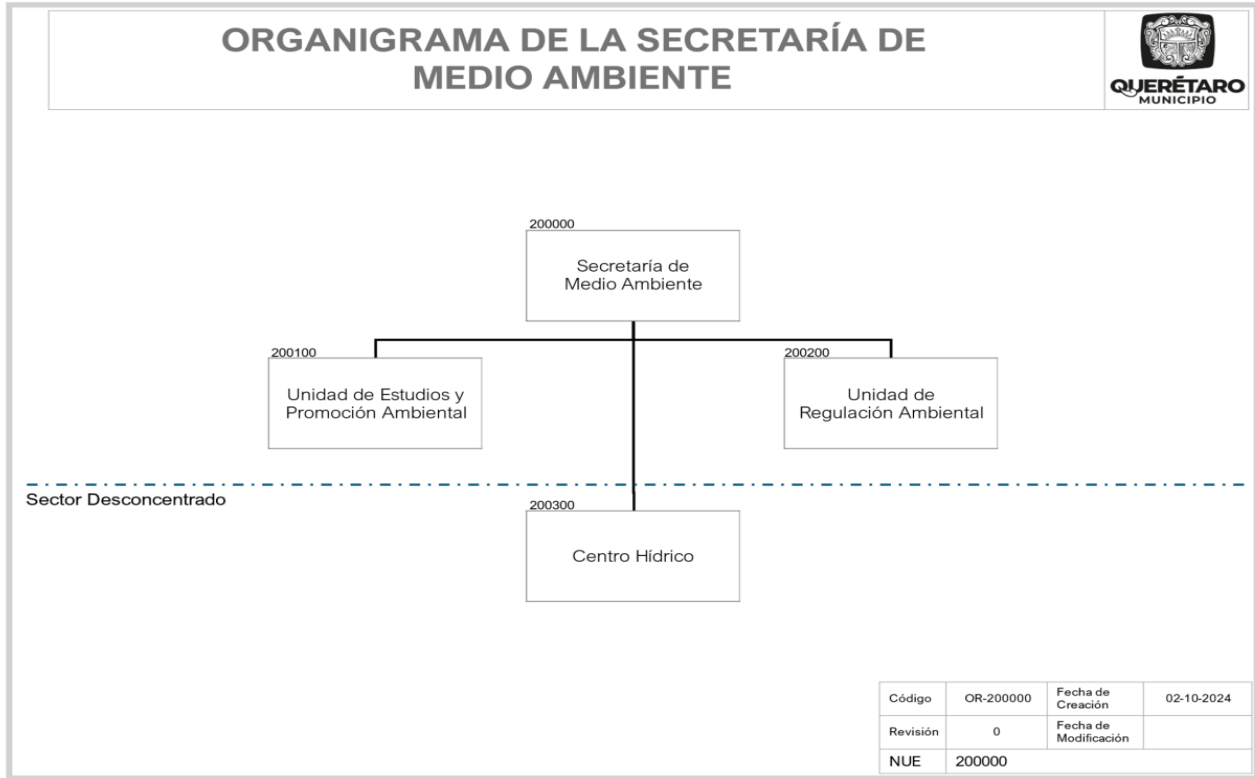 ORGANIGRAMA DE LA SECRETARÍA DE
MEDIO AMBIENTE
QUERÉTARO
MUNICIPIO
200000
Secretaría de
Medio Ambiente
200100
Unidad de Estudios y
Promoción Ambiental
200200
Unidad de
Regulación Ambiental
Sector Desconcentrado
200300
Centro Hídrico
Código OR-200000 Fecha de
Creación 02-10-2024
Revisión 0 Fecha de
Modificación
NUE 200000